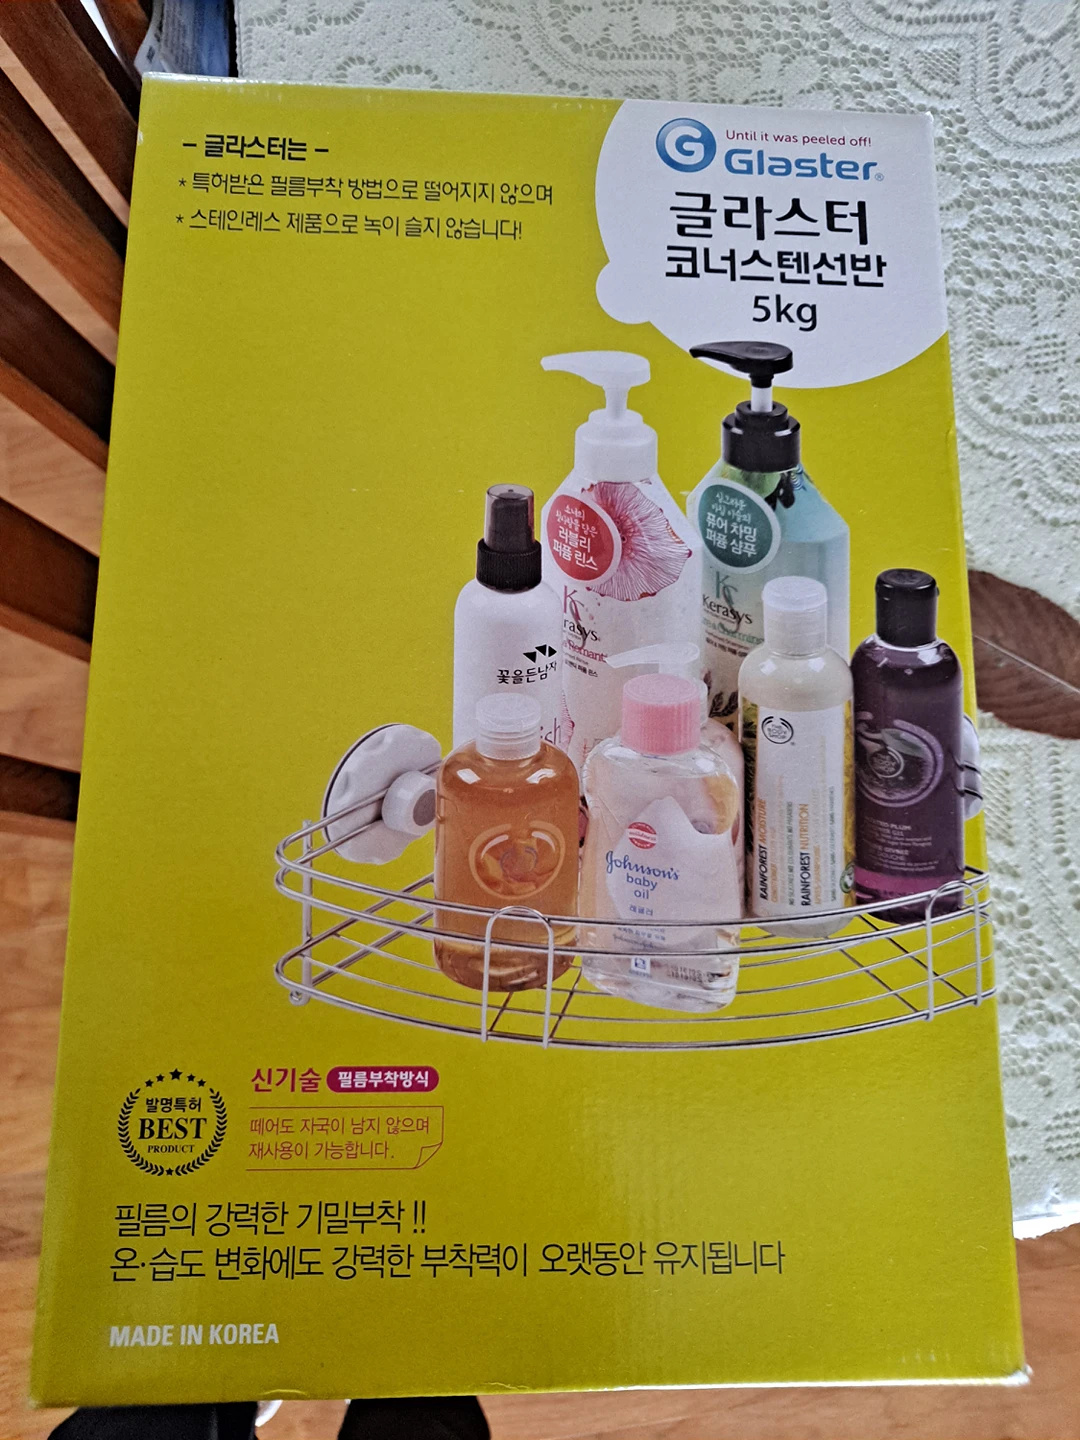 - 글라스터는 -
* 특허받은 필름부착 방법으로 떨어지지 않으며
* 스테인레스 제품으로 녹이 슬지 않습니다!
G
Until it was peeled off!
Glaster®
글라스터
코너스텐선반
5kg
러블리
퍼퓸 린스
퓨어 차밍
퍼퓸 샴푸
Kerasys
꽃을든남자
THE BODY SHOP
RAINFOREST MOISTURE
RAINFOREST NUTRITION
Johnson's
baby
oil
발명특허
BEST
PRODUCT
신기술 필름부착방식
떼어도 자국이 남지 않으며
재사용이 가능합니다.
필름의 강력한 기밀부착 !!
온·습도 변화에도 강력한 부착력이 오랫동안 유지됩니다
MADE IN KOREA